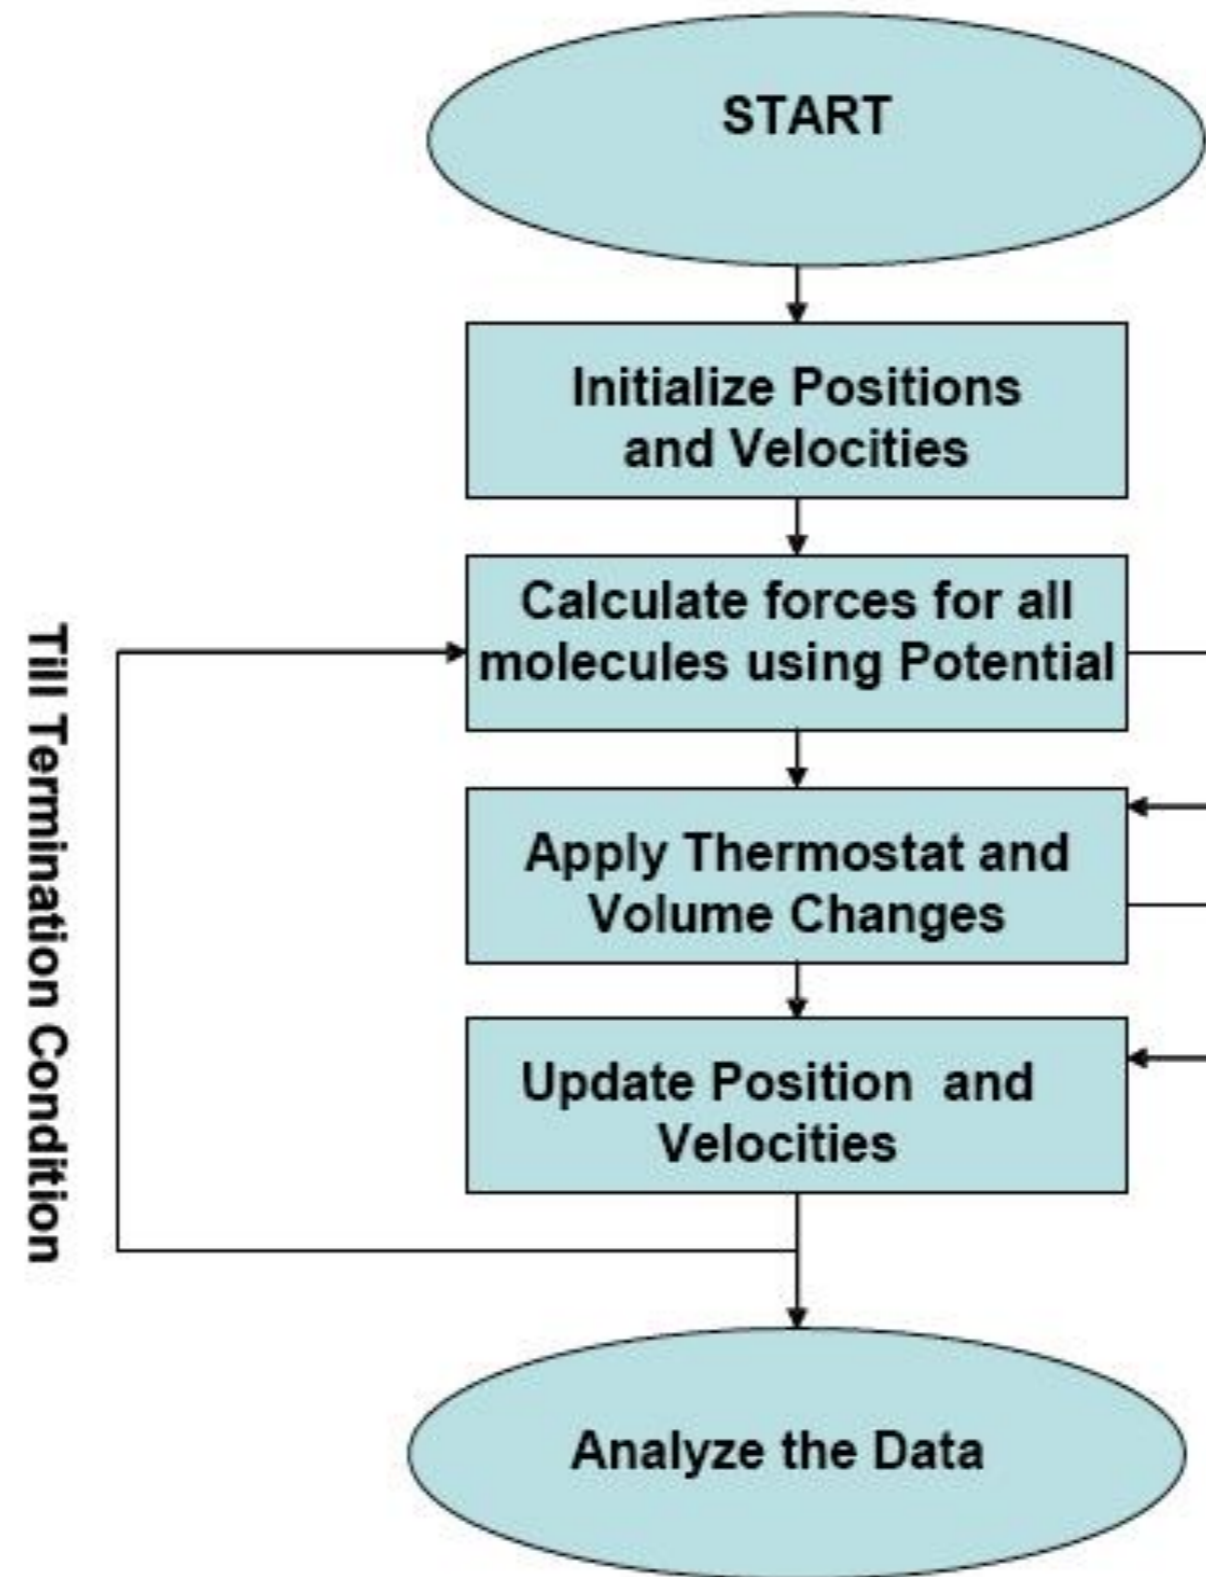 START
Initialize Positions
and Velocities
Calculate forces for all
molecules using Potential
Apply Thermostat and
Volume Changes
Update Position  and
Velocities
Till Termination Condition
Analyze the Data